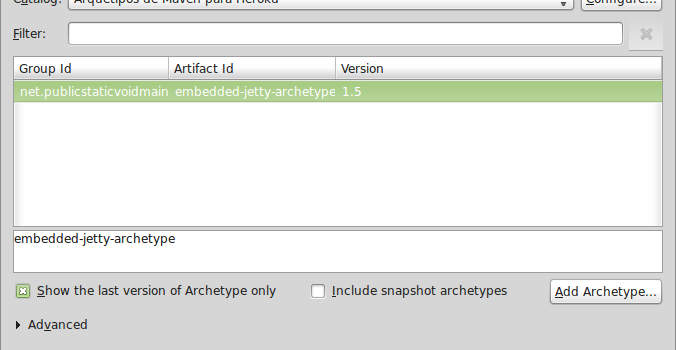 Catalog: Arquetipos de Maven para Heroku Configure...
Filter:
Group Id Artifact Id Version
net.publicstaticvoidmain embedded-jetty-archetype 1.5
embedded-jetty-archetype
Show the last version of Archetype only Include snapshot archetypes Add Archetype...
Advanced